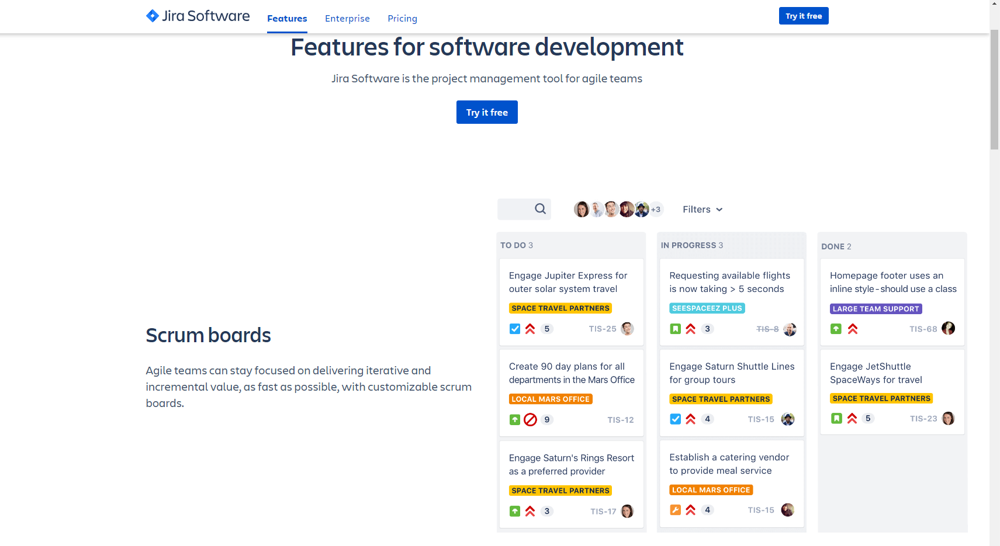 Jira Software
Features
Enterprise
Pricing
Try it free
Features for software development
Jira Software is the project management tool for agile teams
Try it free
+3
Filters
Scrum boards
Agile teams can stay focused on delivering iterative and
incremental value, as fast as possible, with customizable scrum
boards.
TO DO 3
Engage Jupiter Express for
outer solar system travel
SPACE TRAVEL PARTNERS
5
TIS-25
Create 90 day plans for all
departments in the Mars Office
LOCAL MARS OFFICE
9
TIS-12
Engage Saturn's Rings Resort
as a preferred provider
SPACE TRAVEL PARTNERS
3
TIS-17
IN PROGRESS 3
Requesting available flights
is now taking > 5 seconds
SEESPACEEZ PLUS
3
TIS-8
Engage Saturn Shuttle Lines
for group tours
SPACE TRAVEL PARTNERS
4
TIS-15
Establish a catering vendor
to provide meal service
LOCAL MARS OFFICE
4
TIS-15
DONE 2
Homepage footer uses an
inline style-should use a class
LARGE TEAM SUPPORT
TIS-68
Engage JetShuttle
SpaceWays for travel
SPACE TRAVEL PARTNERS
5
TIS-23